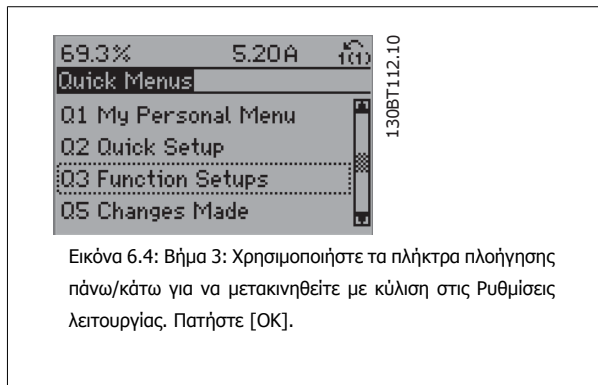 69.3% 5.20A 1(1)
Quick Menus
Q1 My Personal Menu
Q2 Quick Setup
Q3 Function Setups
Q5 Changes Made
130BT112.10
Εικόνα 6.4: Βήμα 3: Χρησιμοποιήστε τα πλήκτρα πλοήγησης
πάνω/κάτω για να μετακινηθείτε με κύλιση στις Ρυθμίσεις
λειτουργίας. Πατήστε [OK].